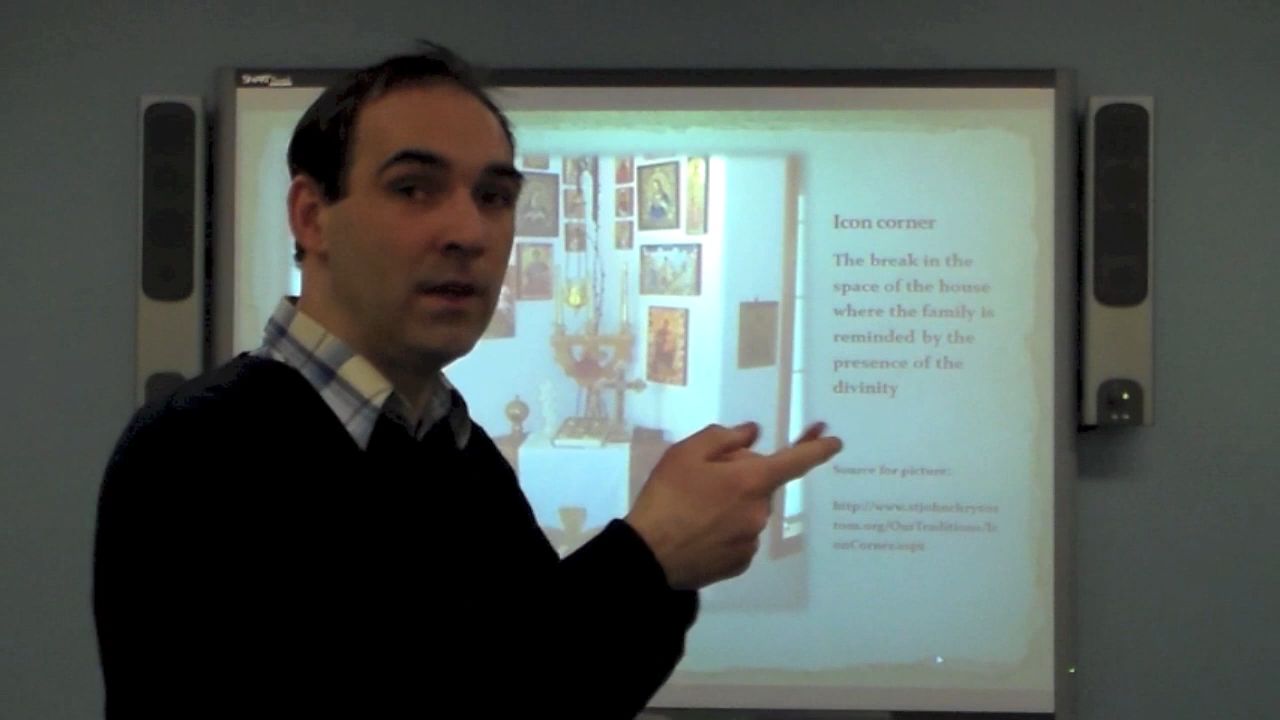 SMART
Icon corner
The break in the
space of the house
where the family is
reminded by the
presence of the
divinity
Source for picture:
http://www.stjohnchrysos
tom.org/OurTraditions/Ic
onCorner.aspx